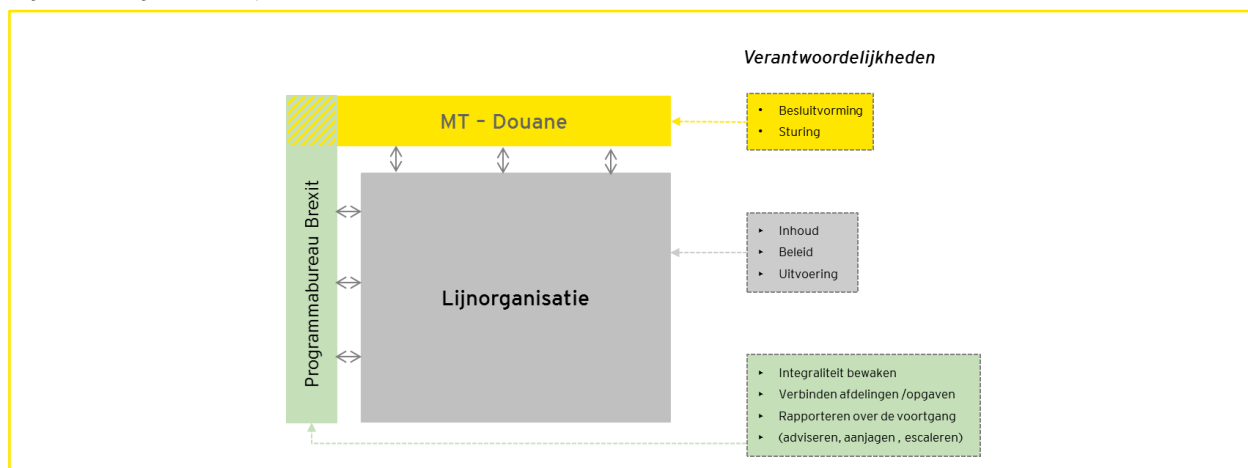 Verantwoordelijkheden
MT – Douane
• Besluitvorming
• Sturing
Programmabureau Brexit
Lijnorganisatie
▸ Inhoud
▸ Beleid
▸ Uitvoering
▸ Integraliteit bewaken
▸ Verbinden afdelingen /opgaven
▸ Rapporteren over de voortgang
▸ (adviseren, aanjagen , escaleren)